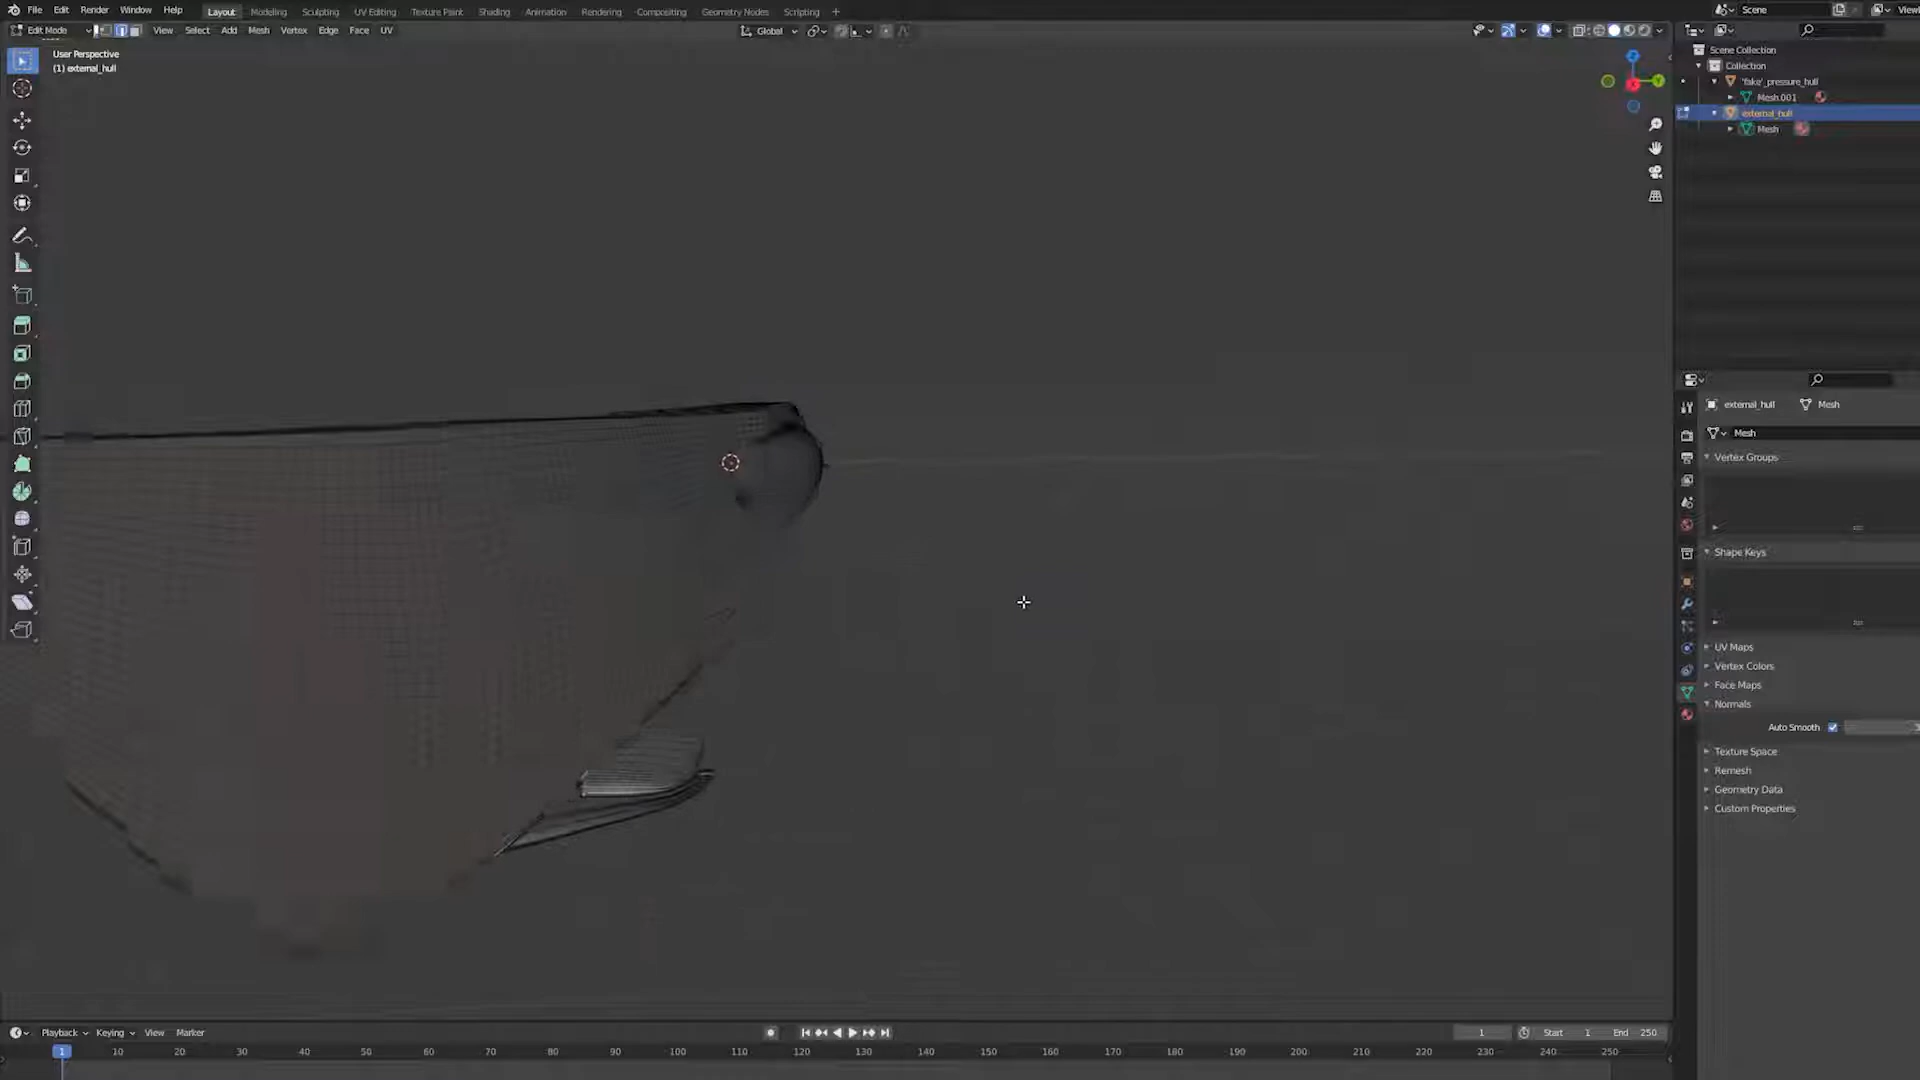 File Edit Render Window Help Layout Modeling Sculpting UV Editing Texture Paint Shading Animation Rendering Compositing Geometry Nodes Scripting + Scene
Edit Mode View Select Add Mesh Vertex Edge Face UV Global
User Perspective
(1) external_hull
Scene Collection
Collection
'fake'_pressure_hull
Mesh.001
external_hull
Mesh
external_hull Mesh
Mesh
Vertex Groups
Shape Keys
UV Maps
Vertex Colors
Face Maps
Normals
Auto Smooth
Texture Space
Remesh
Geometry Data
Custom Properties
Playback Keying View Marker 1 Start 1 End 250
1 10 20 30 40 50 60 70 80 90 100 110 120 130 140 150 160 170 180 190 200 210 220 230 240 250